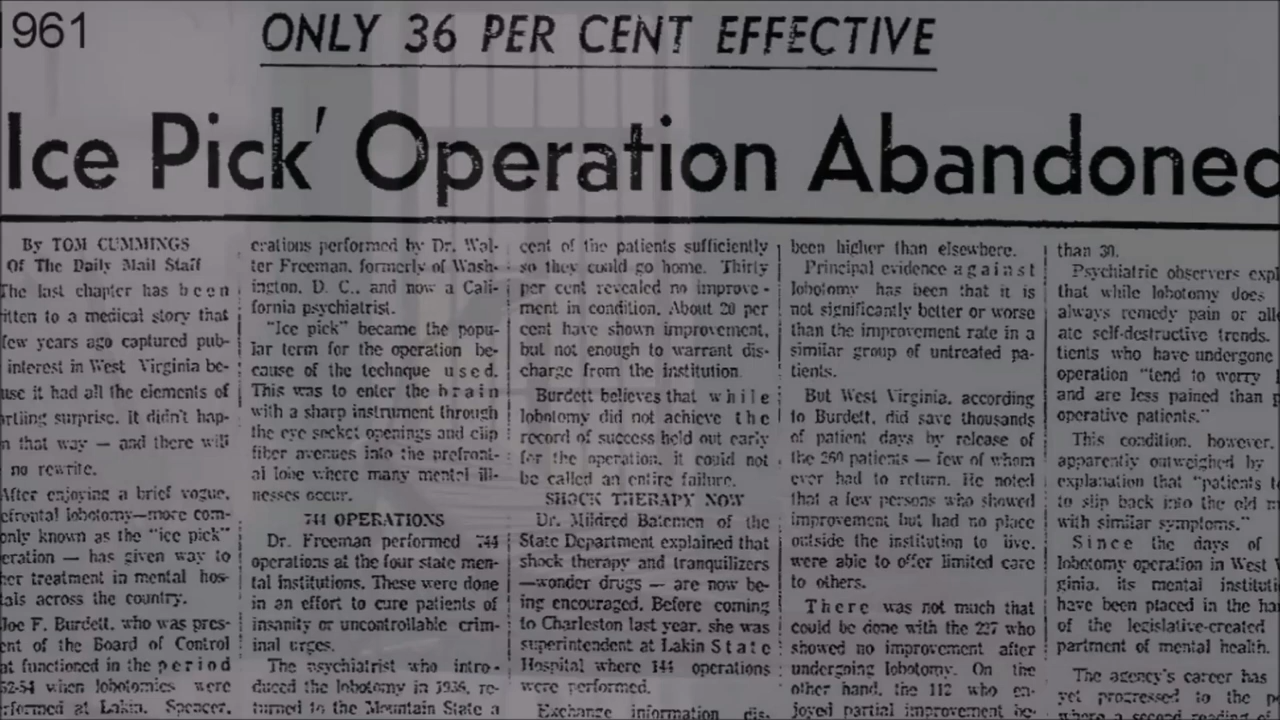 1961
ONLY 36 PER CENT EFFECTIVE
Ice Pick' Operation Abandoned
By TOM CUMMINGS
Of The Daily Mail Staff
The last chapter has been
itten to a medical story that
few years ago captured pub-
interest in West Virginia be-
use it had all the elements of
artling surprise. It didn't hap-
n that way — and there will
no rewrite.
After enjoying a brief vogue,
efrontal lobotomy—more com-
only known as the "ice pick"
eration — has given way to
her treatment in mental hos-
tals across the country.
Joe F. Burdett, who was pres-
ent of the Board of Control
at functioned in the period
52-54 when lobotomies were
rformed at Lakin, Spencer,
erations performed by Dr. Wal-
ter Freeman, formerly of Wash-
ington, D. C., and now a Cali-
fornia psychiatrist.
"Ice pick" became the popu-
lar term for the operation be-
cause of the technque used.
This was to enter the brain
with a sharp instrument through
the eye socket openings and clip
fiber avenues into the prefront-
al lobe where many mental ill-
nesses occur.
744 OPERATIONS
Dr. Freeman performed 744
operations at the four state men-
tal institutions. These were done
in an effort to cure patients of
insanity or uncontrollable crim-
inal urges.
The psychiatrist who intro-
duced the lobotomy in 1936, re-
turned to the Mountain State a
cent of the patients sufficiently
so they could go home. Thirty
per cent revealed no improve-
ment in condition. About 20 per
cent have shown improvement,
but not enough to warrant dis-
charge from the institution.
Burdett believes that while
lobotomy did not achieve the
record of success held out early
for the operation, it could not
be called an entire failure.
SHOCK THERAPY NOW
Dr. Mildred Batemen of the
State Department explained that
shock therapy and tranquilizers
—wonder drugs — are now be-
ing encouraged. Before coming
to Charleston last year, she was
superintendent at Lakin State
Hospital where 144 operations
were performed.
Exchange information dis-
been higher than elsewhere.
Principal evidence against
lobotomy has been that it is
not significantly better or worse
than the improvement rate in a
similar group of untreated pa-
tients.
But West Virginia, according
to Burdett, did save thousands
of patient days by release of
the 260 patients — few of whom
ever had to return. He noted
that a few persons who showed
improvement but had no place
outside the institution to live,
were able to offer limited care
to others.
There was not much that
could be done with the 227 who
showed no improvement after
undergoing lobotomy. On the
other hand, the 112 who en-
joyed partial improvement be-
than 30.
Psychiatric observers expl
that while lobotomy does
always remedy pain or all
ate self-destructive trends.
tients who have undergone
operation "tend to worry
and are less pained than p
operative patients."
This condition, however,
apparently outweighed by
explanation that "patients t
to slip back into the old m
with similar symptoms."
Since the days of
lobotomy operation in West V
ginia, its mental instituti
have been placed in the ha
of the legislative-created
partment of mental health.
The agency's career has
yet progressed to the p
where a second